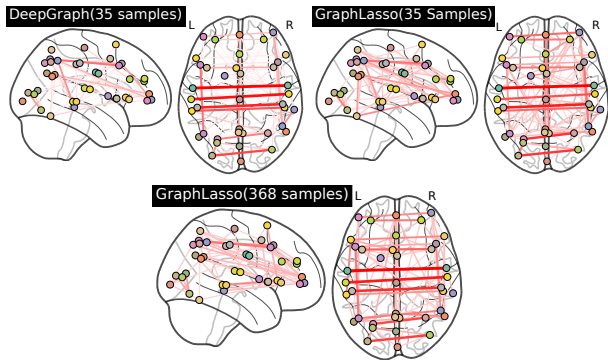 DeepGraph(35 samples)
L R
GraphLasso(35 Samples)
L R
GraphLasso(368 samples)
L R